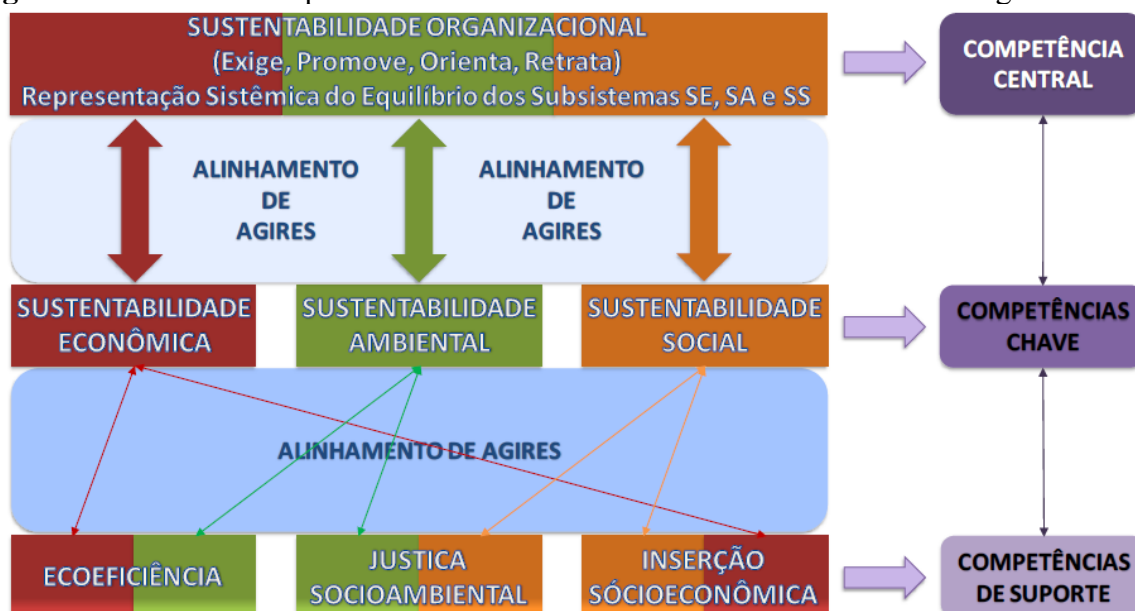 SUSTENTABILIDADE ORGANIZACIONAL
(Exige, Promove, Orienta, Retrata)
Representação Sistêmica do Equilíbrio dos Subsistemas SE, SA e SS
COMPETÊNCIA
CENTRAL
ALINHAMENTO
DE
AGIRES
ALINHAMENTO
DE
AGIRES
SUSTENTABILIDADE
ECONÔMICA
SUSTENTABILIDADE
AMBIENTAL
SUSTENTABILIDADE
SOCIAL
COMPETÊNCIAS
CHAVE
ALINHAMENTO DE AGIRES
ECOEFICIÊNCIA
JUSTICA
SOCIOAMBIENTAL
INSERÇÃO
SÓCIOECONÔMICA
COMPETÊNCIAS
DE SUPORTE